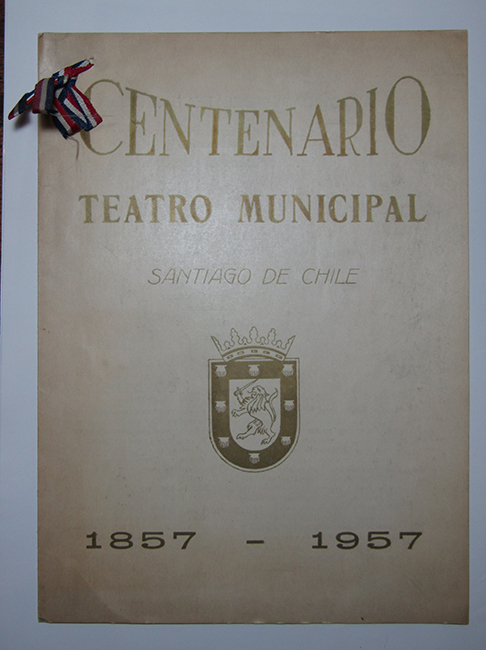 CENTENARIO
TEATRO MUNICIPAL
SANTIAGO DE CHILE
1857 - 1957